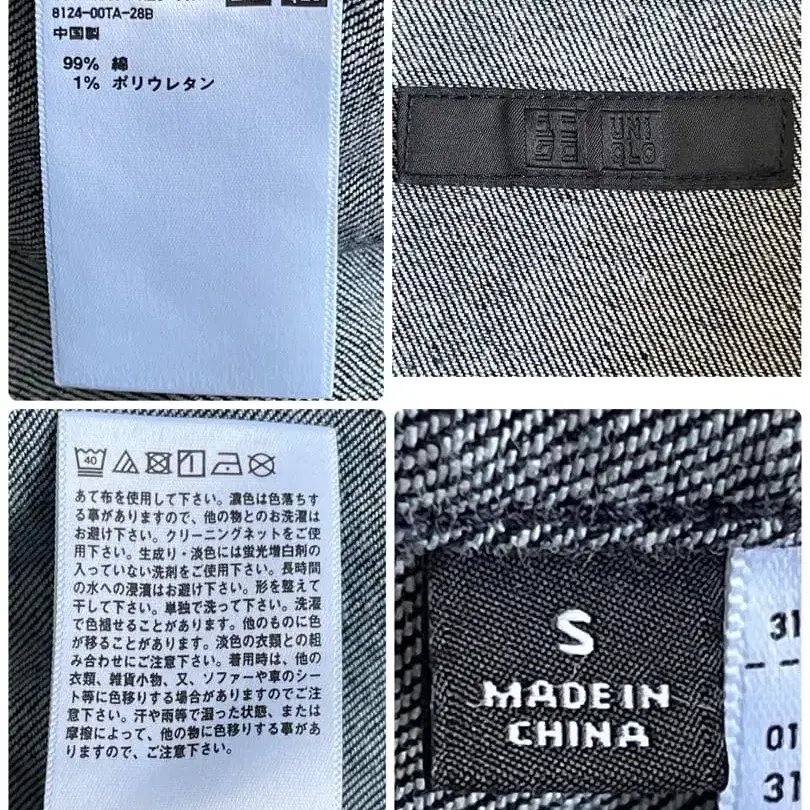 8124-00TA-28B
中国製
99% 綿
1% ポリウレタン
UNI
QLO
40
あて布を使用して下さい。濃色は色落ちす
る事がありますので、他の物とのお洗濯は
お避け下さい。クリーニングネットをご使
用下さい。生成り・淡色には蛍光増白剤の
入っていない洗剤をご使用下さい。長時間
の水への浸漬はお避け下さい。形を整えて
干して下さい。単独で洗って下さい。洗濯
で色褪せることがあります。他のものに色
が移ることがあります。淡色の衣類との組
み合わせにご注意下さい。着用時は、他の
衣類、雑貨小物、又、ソファーや車のシー
ト等に色移りする場合がありますのでご注
意下さい。汗や雨等で湿った状態、または
摩擦によって、他の物に色移りする事があ
りますので、ご注意下さい。
S
MADE IN
CHINA
31
01
31